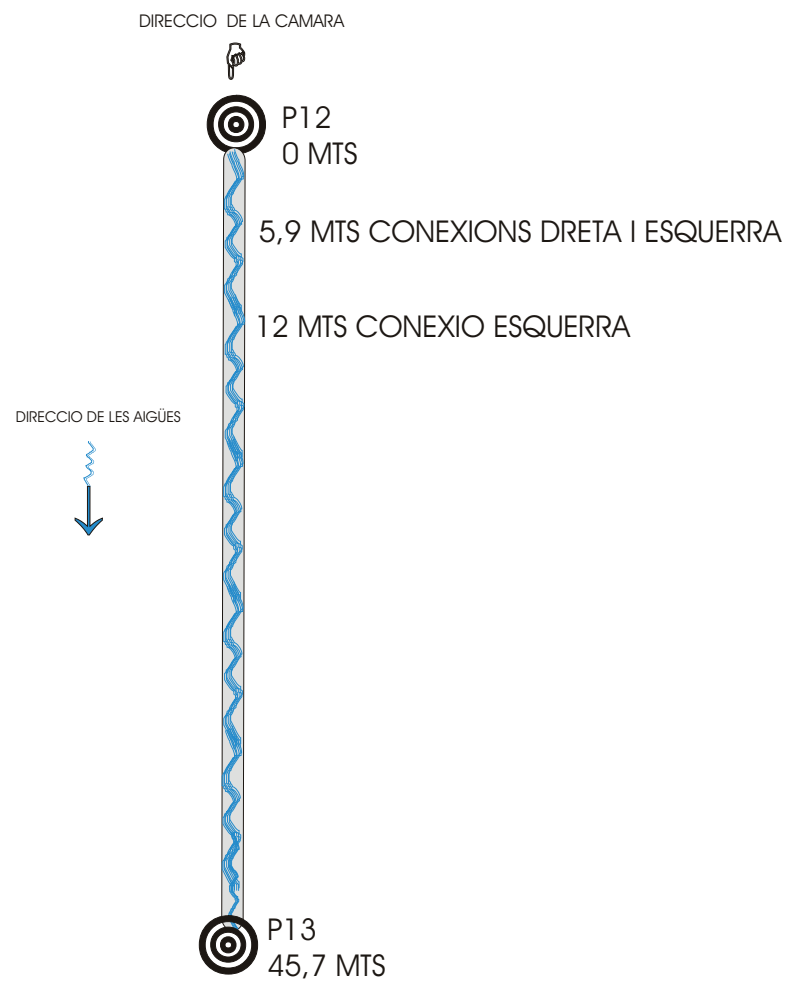 DIRECCIO DE LA CAMARA
P12
0 MTS
5,9 MTS CONEXIONS DRETA I ESQUERRA
12 MTS CONEXIO ESQUERRA
DIRECCIO DE LES AIGÜES
P13
45,7 MTS